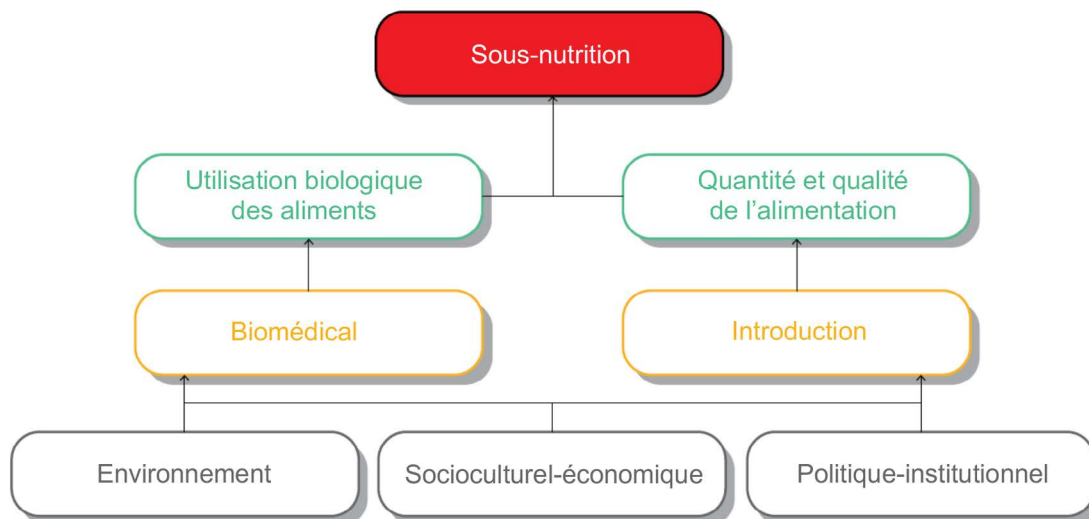 Sous-nutrition
Utilisation biologique
des aliments
Quantité et qualité
de l’alimentation
Biomédical
Introduction
Environnement
Socioculturel-économique
Politique-institutionnel